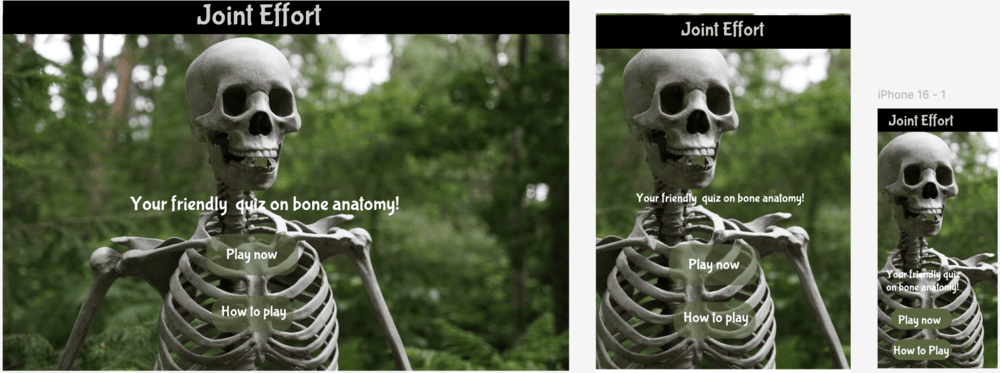 Joint Effort
Your friendly quiz on bone anatomy!
Play now
How to play
Joint Effort
Your friendly quiz on bone anatomy!
Play now
How to play
iPhone 16 - 1
Joint Effort
Your friendly quiz
on bone anatomy!
Play now
How to Play